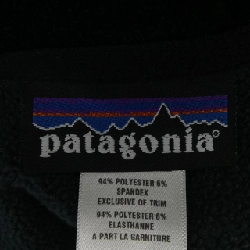 patagonia®
94% POLYESTER 6%
SPANDEX
EXCLUSIVE OF TRIM
94% POLYESTER 6%
ELASTHANNE
A PART LA GARNITURE